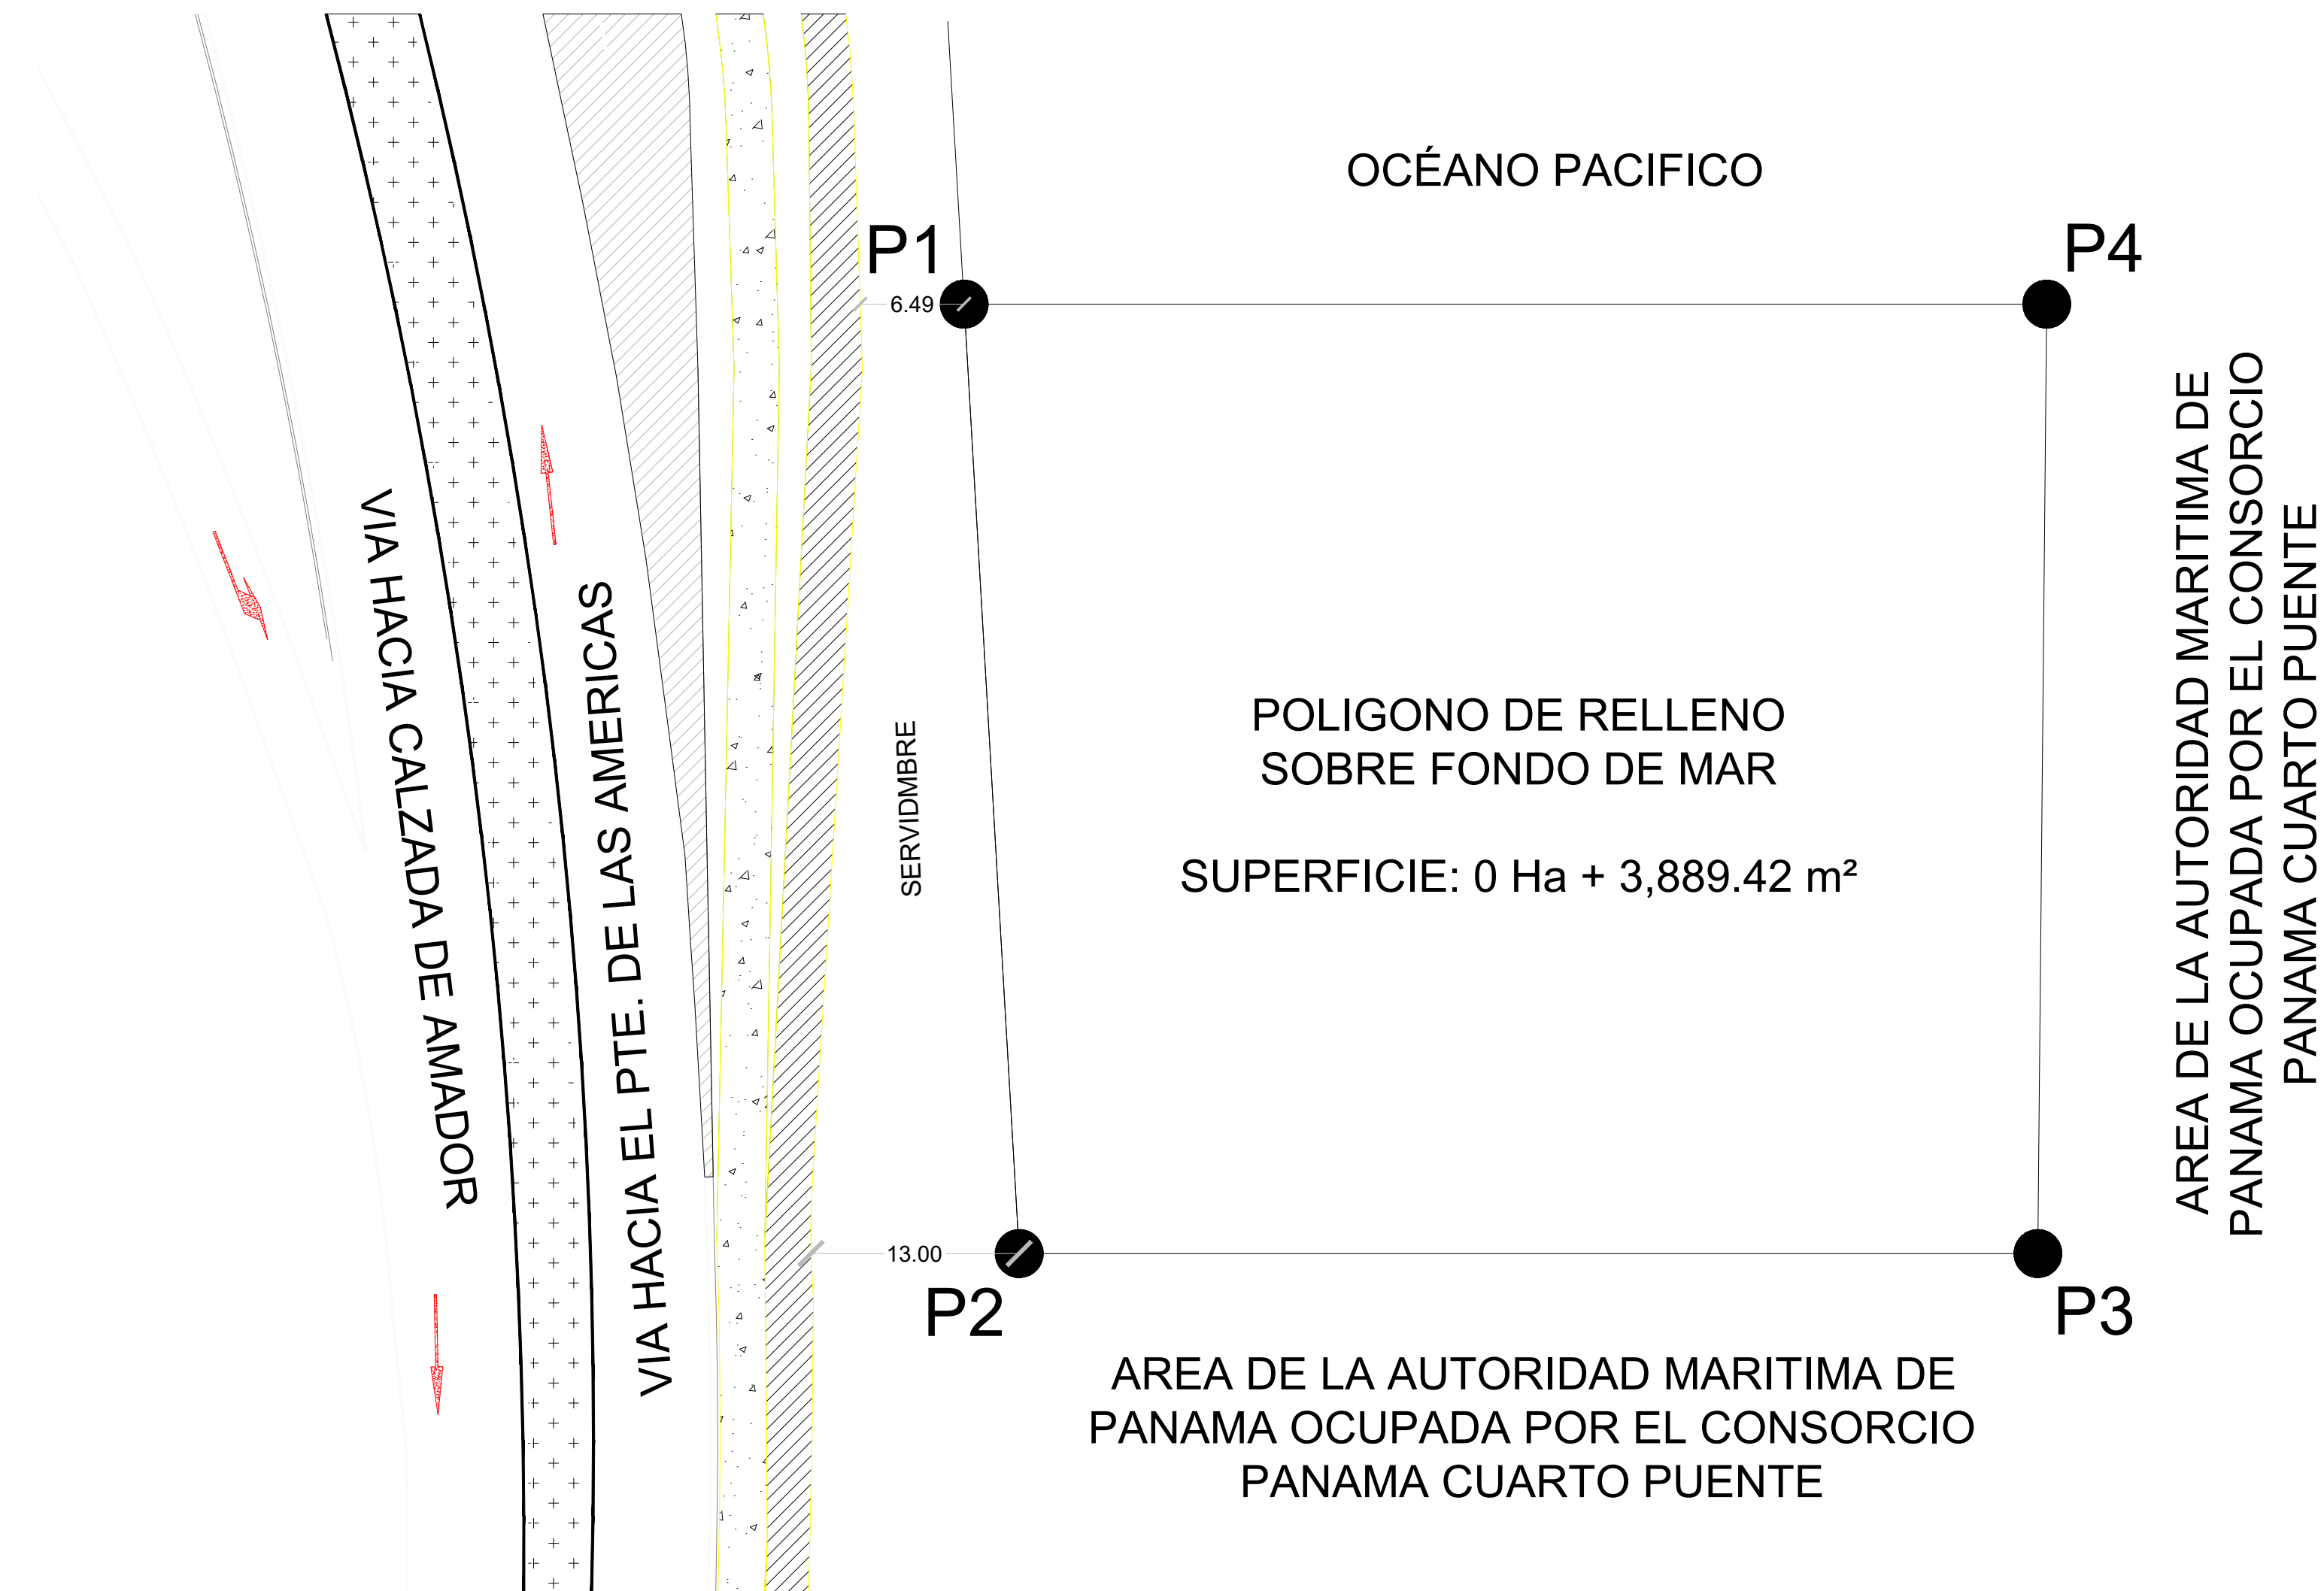 OCÉANO PACIFICO
P1
P4
6.49
VIA HACIA CALZADA DE AMADOR
VIA HACIA EL PTE. DE LAS AMERICAS
SERVIDMBRE
POLIGONO DE RELLENO
SOBRE FONDO DE MAR
SUPERFICIE: 0 Ha + 3,889.42 m²
AREA DE LA AUTORIDAD MARITIMA DE
PANAMA OCUPADA POR EL CONSORCIO
PANAMA CUARTO PUENTE
13.00
P2
P3
AREA DE LA AUTORIDAD MARITIMA DE
PANAMA OCUPADA POR EL CONSORCIO
PANAMA CUARTO PUENTE